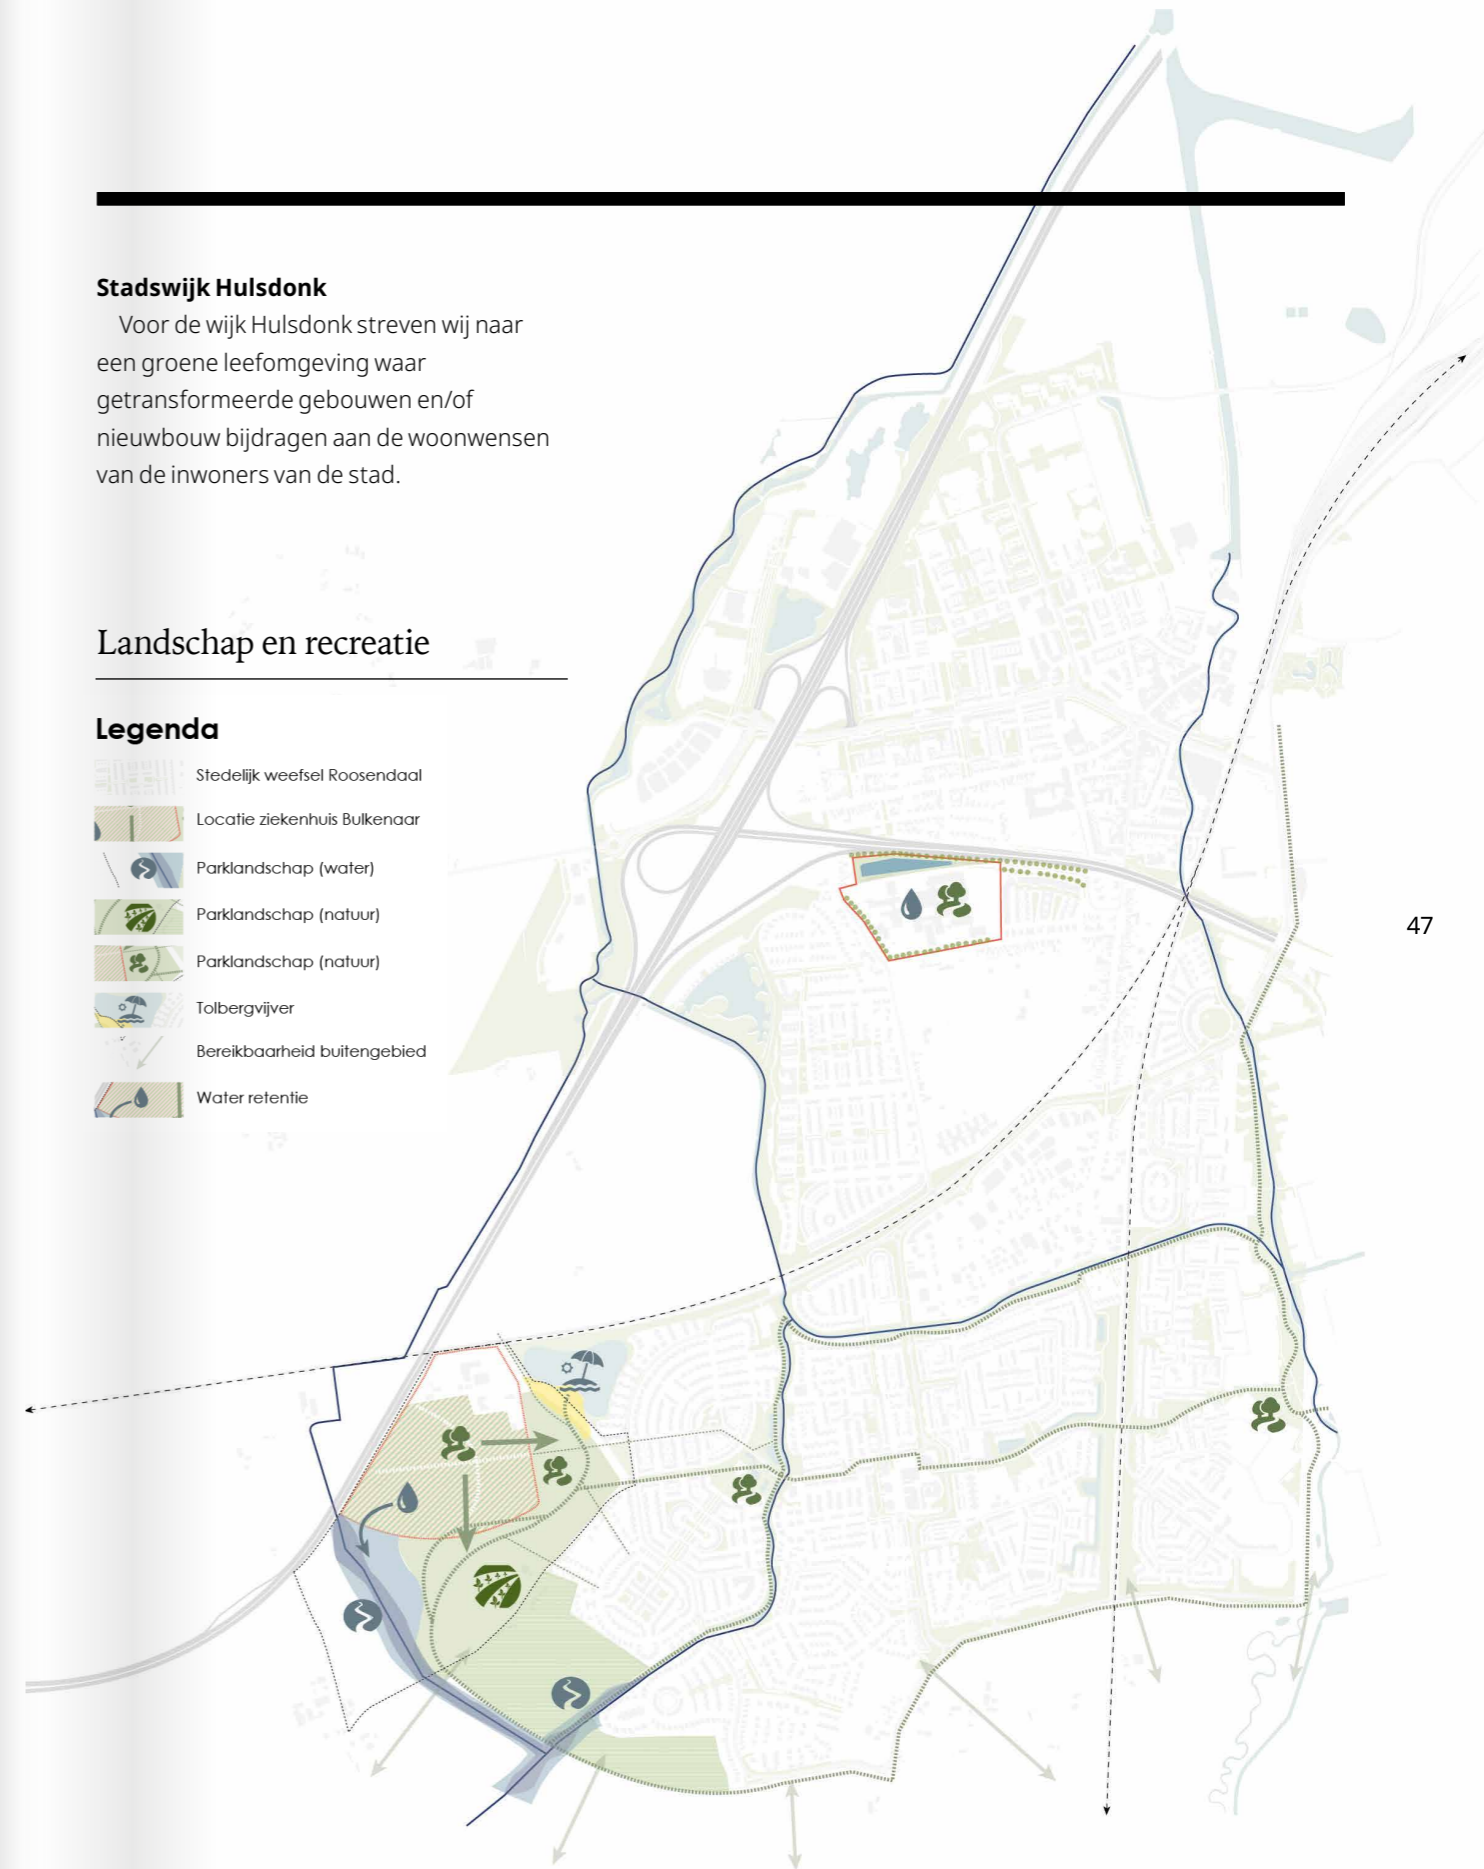 Stadswijk Hulsdonk
Voor de wijk Hulsdonk streven wij naar
een groene leefomgeving waar
getransformeerde gebouwen en/of
nieuwbouw bijdragen aan de woonwensen
van de inwoners van de stad.
Landschap en recreatie
Legenda
Stedelijk weefsel Roosendaal
Locatie ziekenhuis Bulkenaar
Parklandschap (water)
Parklandschap (natuur)
Parklandschap (natuur)
Tolbergvijver
Bereikbaarheid buitengebied
Water retentie
47